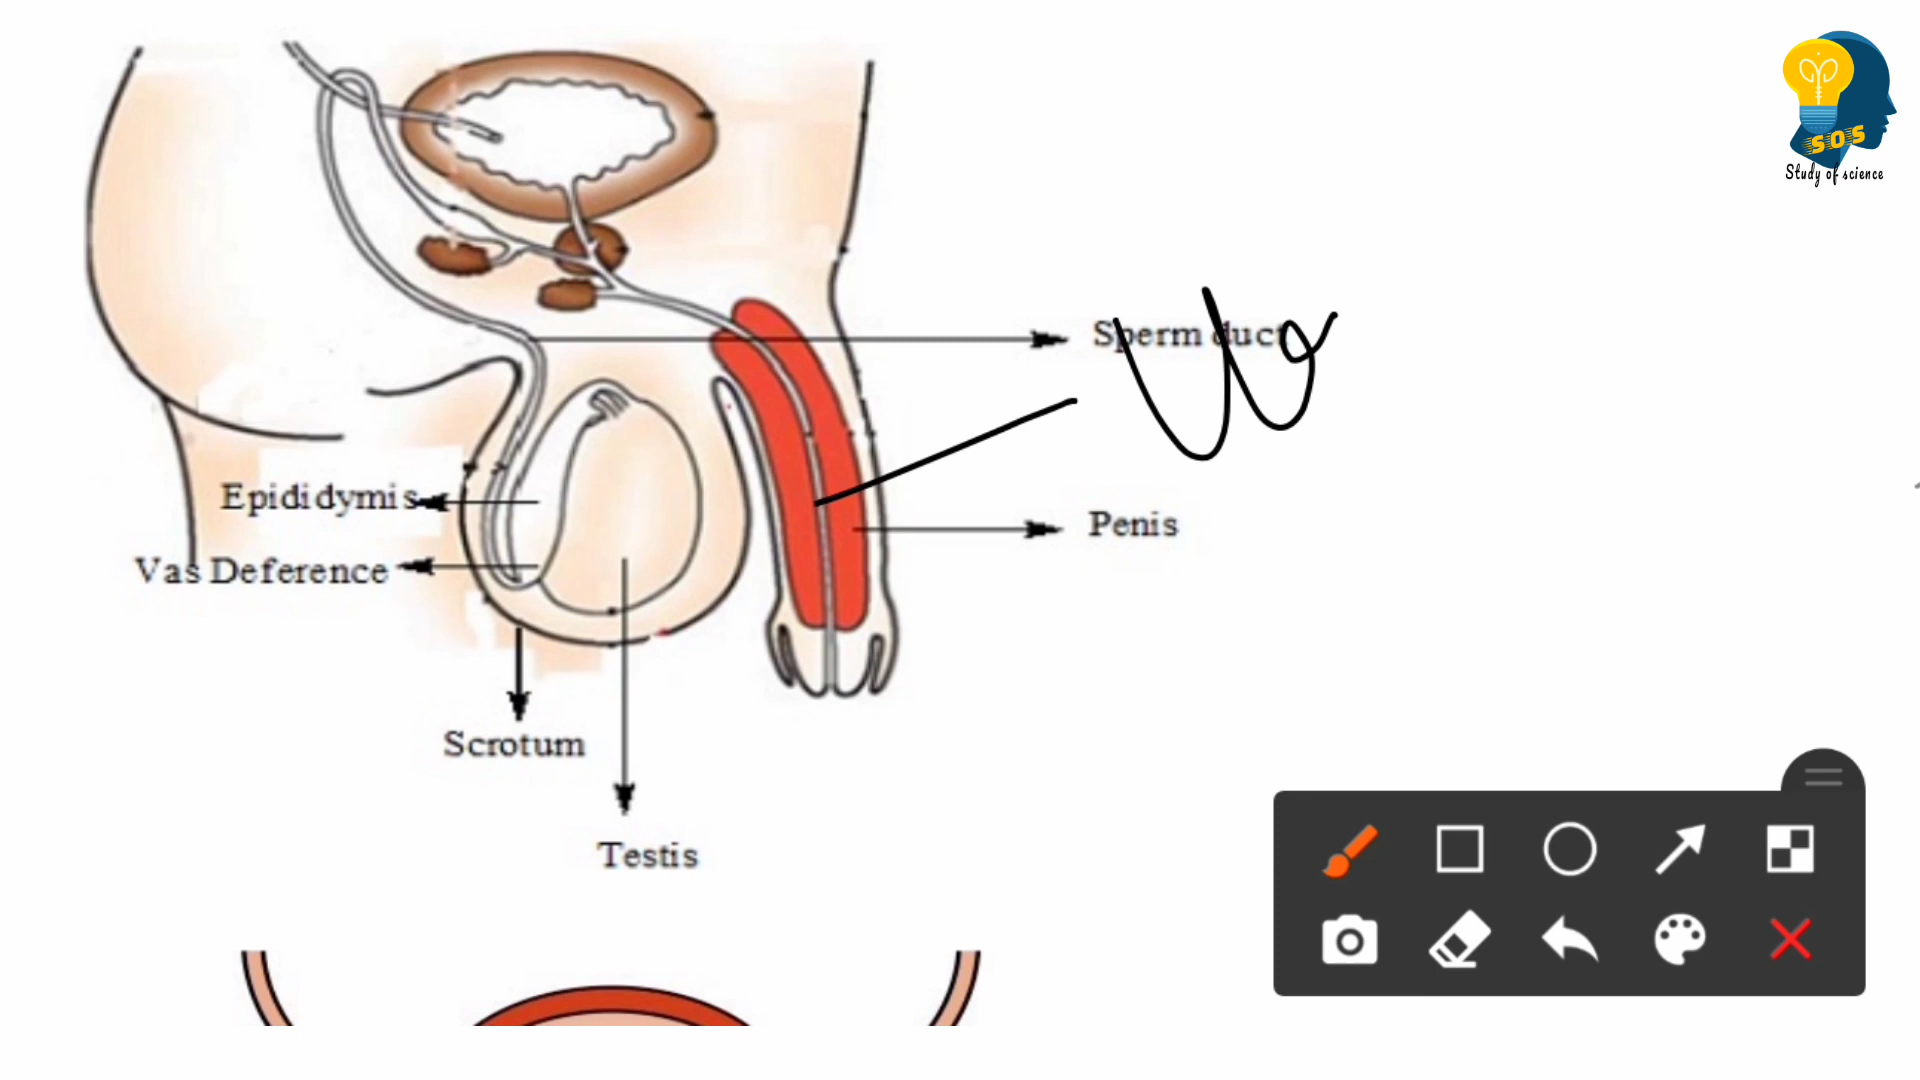 SOS
Study of science
Sperm duct
Epididymis
Penis
Vas Deference
Scrotum
Testis